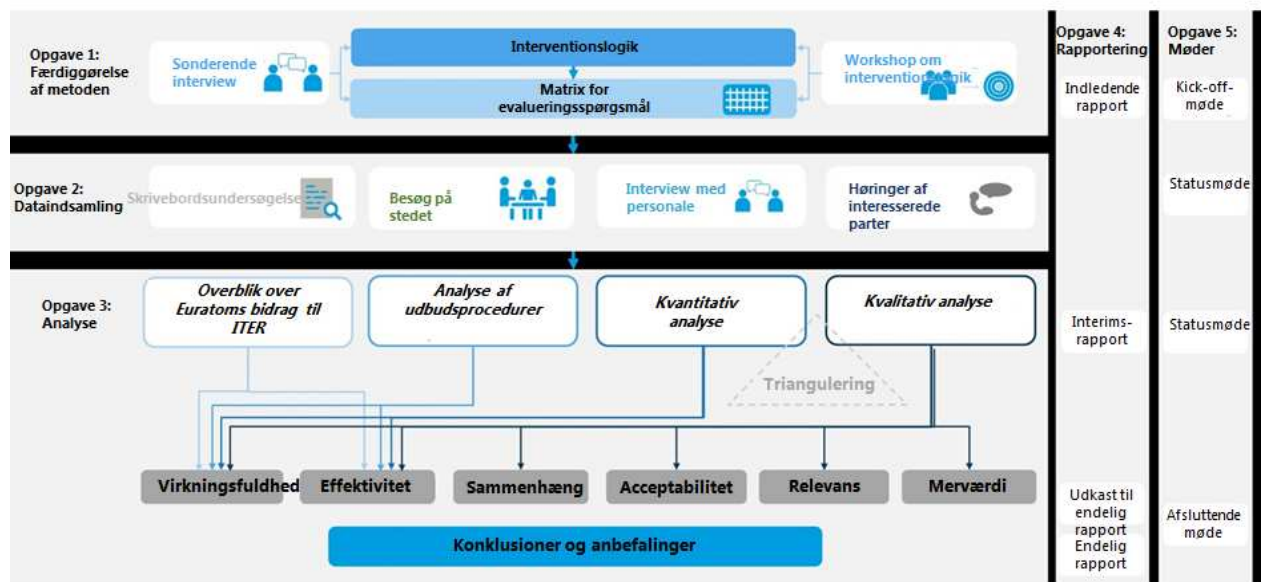 Opgave 1:
Færdiggørelse
af metoden
Sonderende
interview
Interventionslogik
Matrix for
evalueringsspørgsmål
Workshop om
interventionslogik
Opgave 2:
Dataindsamling
Skrivebordsundersøgelse
Besøg på
stedet
Interview med
personale
Høringer af
interesserede
parter
Opgave 3:
Analyse
Overblik over
Euratoms bidrag til
ITER
Analyse af
udbudsprocedurer
Kvantitativ
analyse
Kvalitativ analyse
Triangulering
Virkningsfuldhed
Effektivitet
Sammenhæng
Acceptabilitet
Relevans
Merværdi
Konklusioner og anbefalinger
Opgave 4:
Rapportering
Indledende
rapport
Interims-
rapport
Udkast til
endelig
rapport
Endelig
rapport
Opgave 5:
Møder
Kick-off-
møde
Statusmøde
Statusmøde
Afsluttende
møde